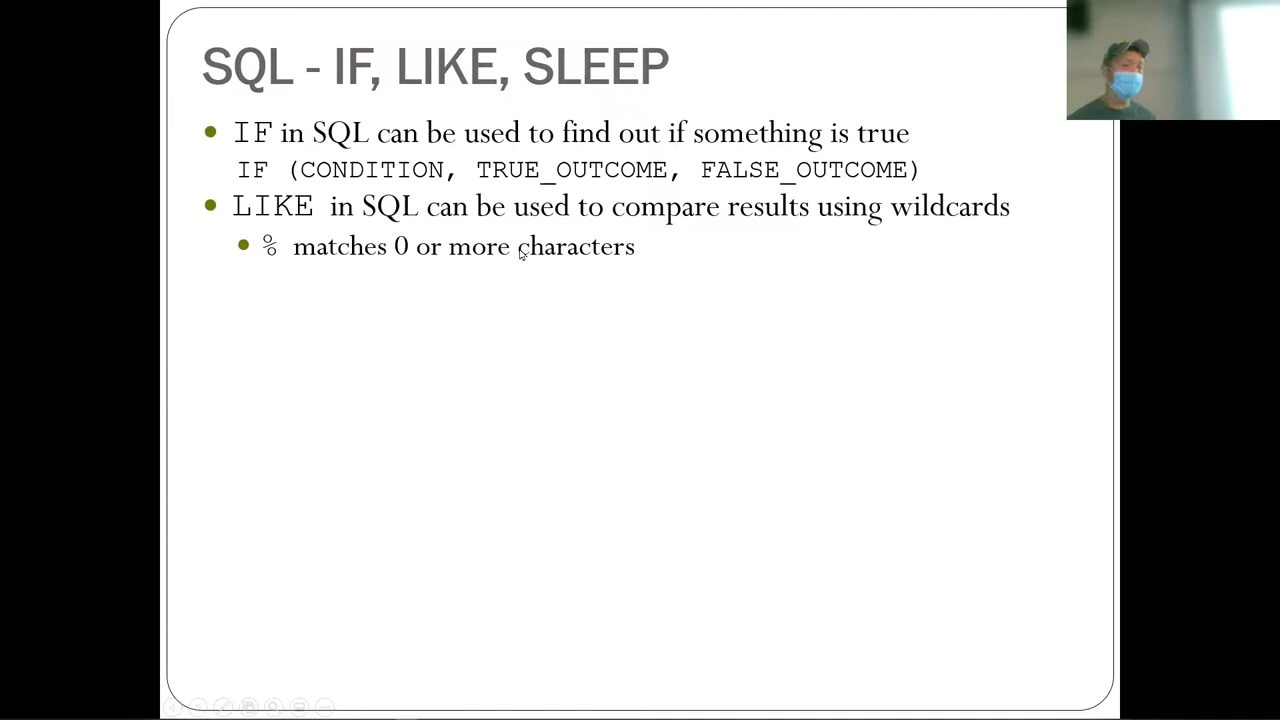 SQL - IF, LIKE, SLEEP
IF in SQL can be used to find out if something is true
IF (CONDITION, TRUE_OUTCOME, FALSE_OUTCOME)
LIKE in SQL can be used to compare results using wildcards
% matches 0 or more characters